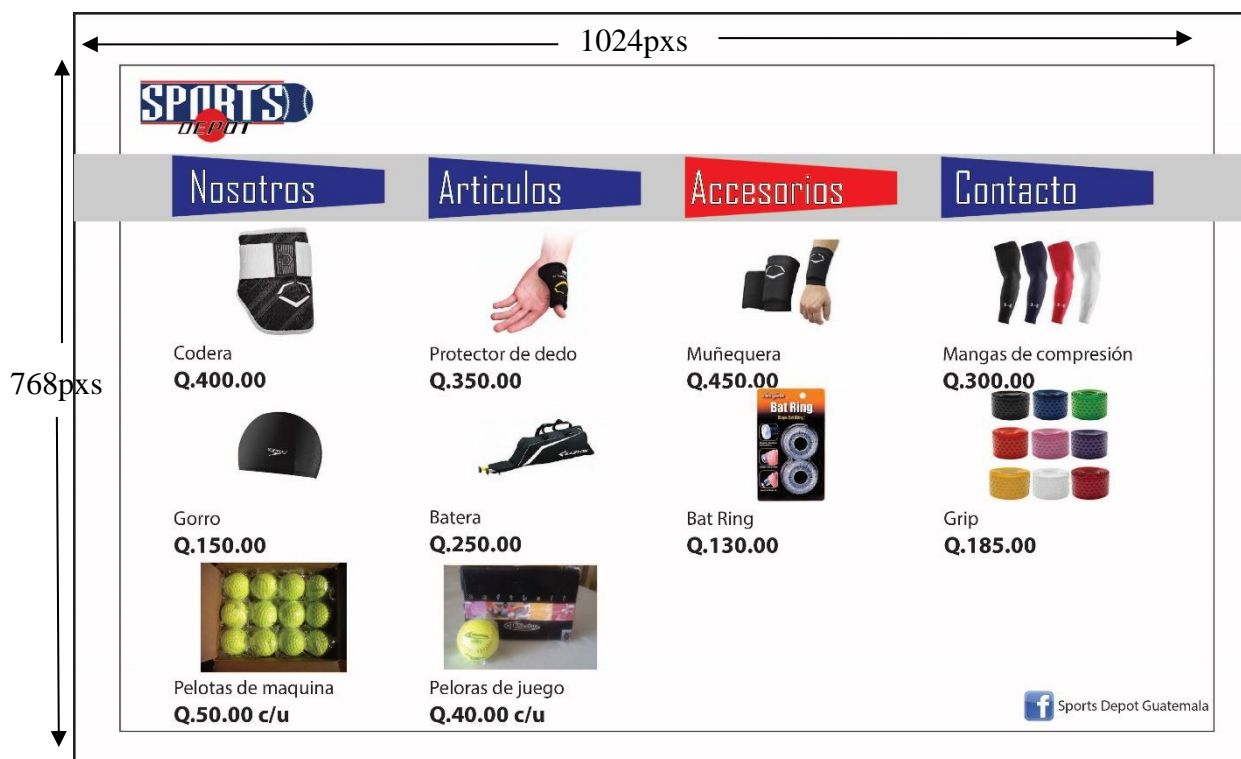 1024pxs
SPORTS
DEPOT
Nosotros Articulos Accesorios Contacto
768pxs
Codera Protector de dedo Muñequera Mangas de compresión
Q.400.00 Q.350.00 Q.450.00 Q.300.00
Bat Ring
Gorro Batera Bat Ring Grip
Q.150.00 Q.250.00 Q.130.00 Q.185.00
Pelotas de maquina Peloras de juego
Q.50.00 c/u Q.40.00 c/u
f Sports Depot Guatemala